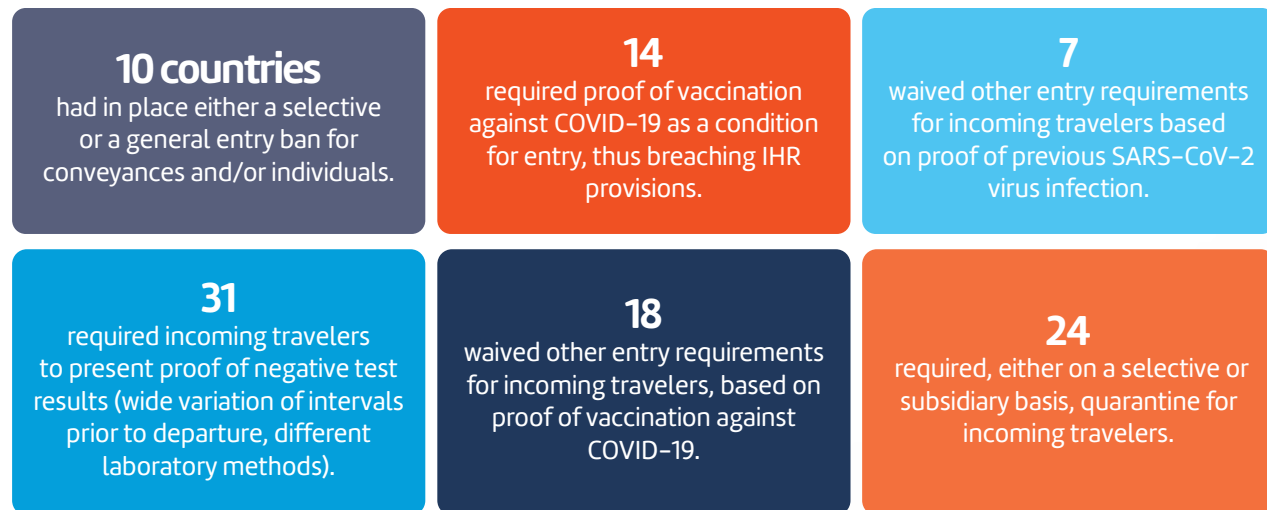 10 countries
had in place either a selective
or a general entry ban for
conveyances and/or individuals.
14
required proof of vaccination
against COVID-19 as a condition
for entry, thus breaching IHR
provisions.
7
waived other entry requirements
for incoming travelers based
on proof of previous SARS-CoV-2
virus infection.
31
required incoming travelers
to present proof of negative test
results (wide variation of intervals
prior to departure, different
laboratory methods).
18
waived other entry requirements
for incoming travelers, based on
proof of vaccination against
COVID-19.
24
required, either on a selective or
subsidiary basis, quarantine for
incoming travelers.